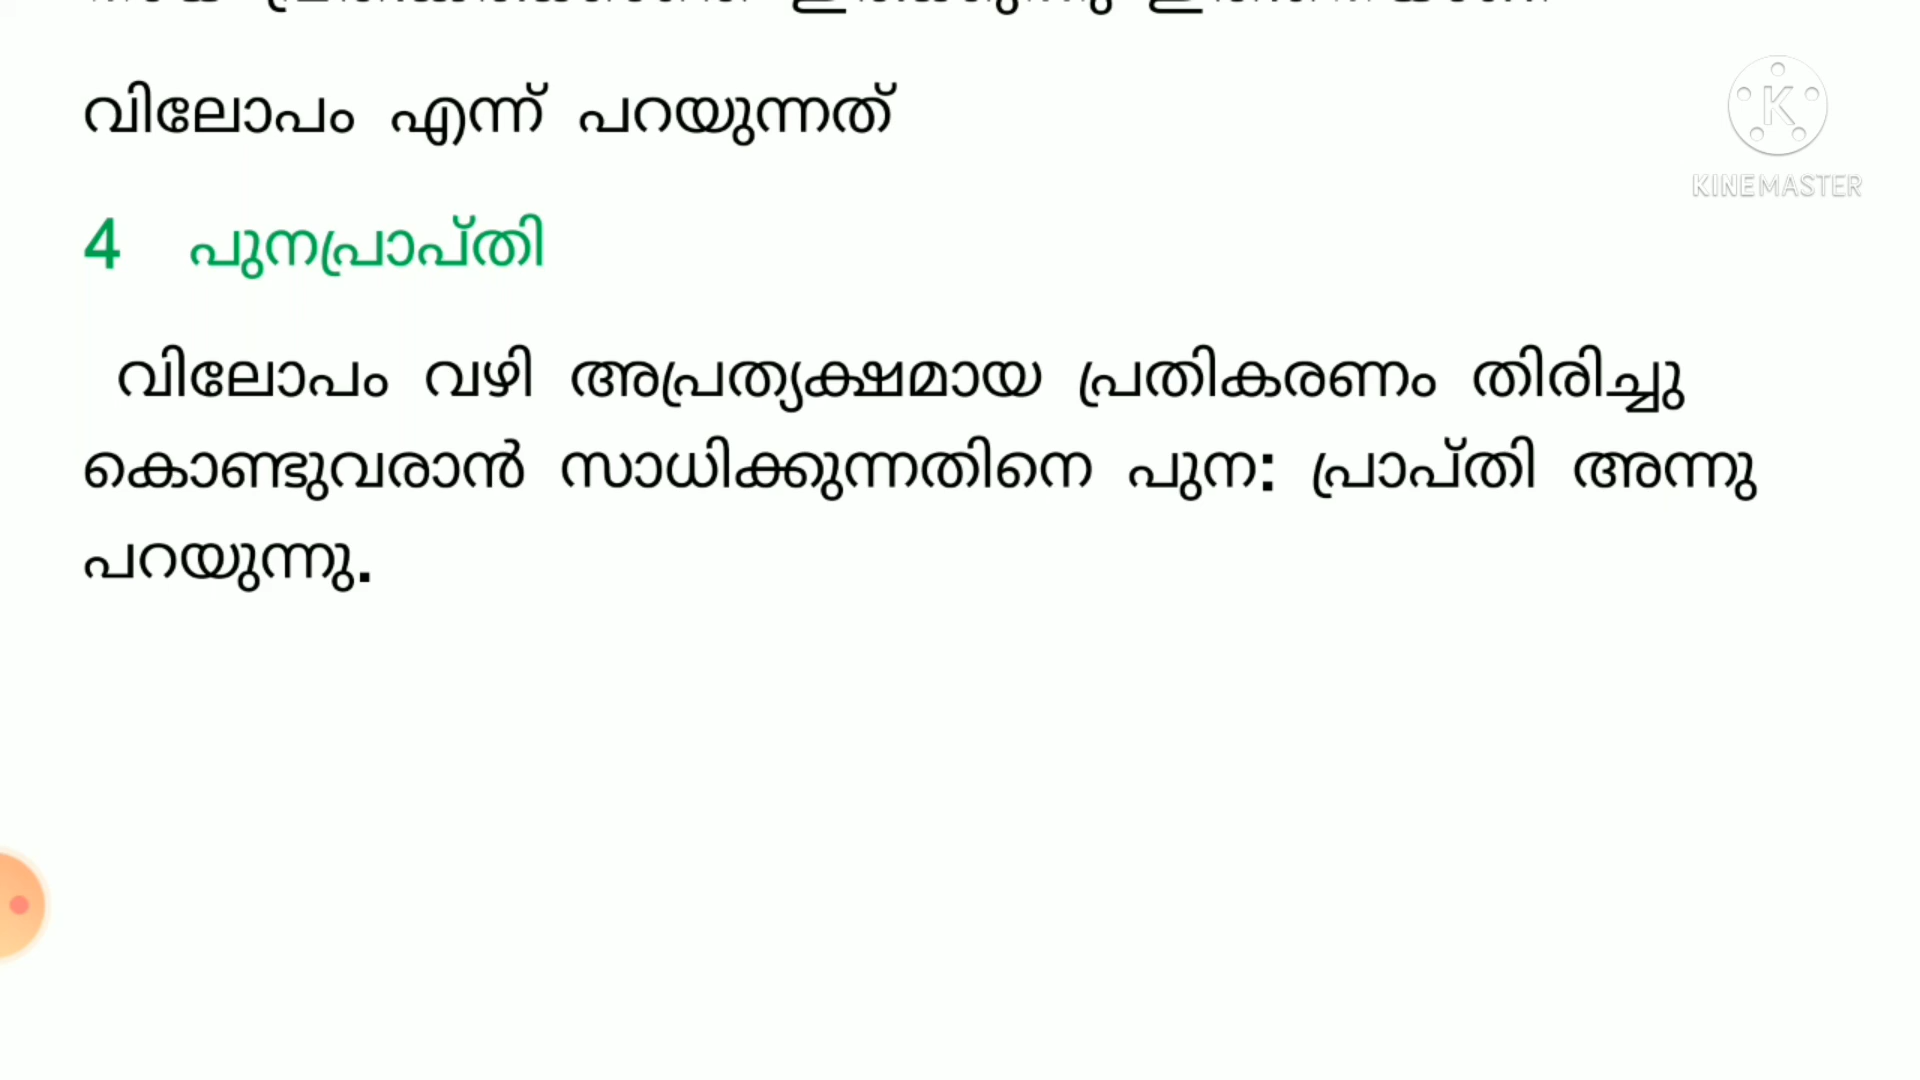 വിലോപം എന്ന് പറയുന്നത്
KINEMASTER
4 പുനപ്രാപ്തി
വിലോപം വഴി അപ്രത്യക്ഷമായ പ്രതികരണം തിരിച്ചു
കൊണ്ടുവരാൻ സാധിക്കുന്നതിനെ പുന: പ്രാപ്തി അന്നു
പറയുന്നു.